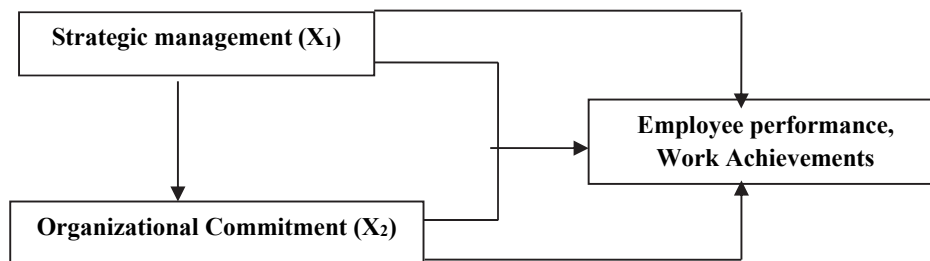 Strategic management (X₁)
Employee performance,
Work Achievements
Organizational Commitment (X₂)